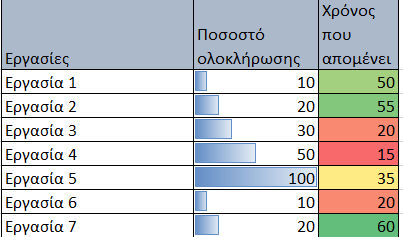 Εργασίες Ποσοστό ολοκλήρωσης Χρόνος που απομένει
Εργασία 1 10 50
Εργασία 2 20 55
Εργασία 3 30 20
Εργασία 4 50 15
Εργασία 5 100 35
Εργασία 6 10 20
Εργασία 7 20 60